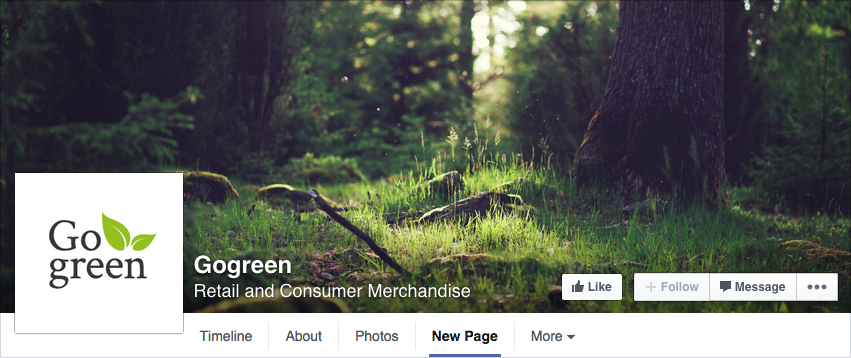 Go
green
Gogreen
Retail and Consumer Merchandise
Like
Follow
Message
Timeline
About
Photos
New Page
More